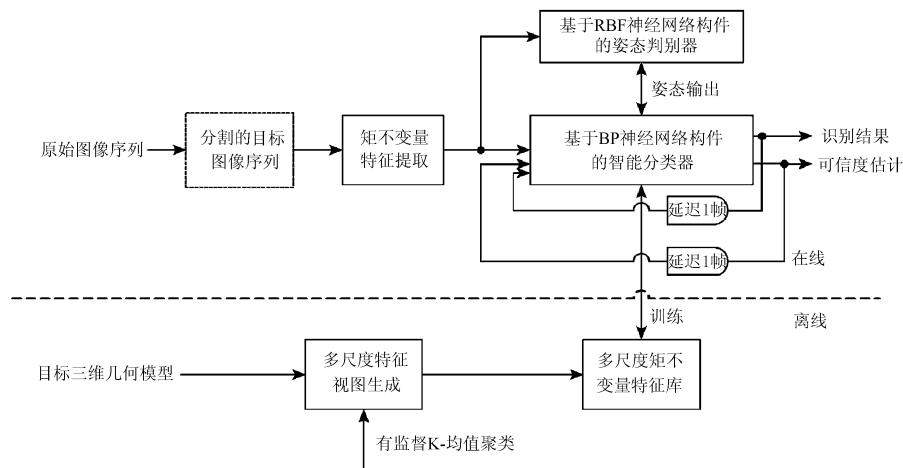 基于RBF神经网络构件
的姿态判别器
姿态输出
原始图像序列
分割的目标
图像序列
矩不变量
特征提取
基于BP神经网络构件
的智能分类器
识别结果
可信度估计
延迟1帧
延迟1帧
在线
训练
离线
目标三维几何模型
多尺度特征
视图生成
多尺度矩不
变量特征库
有监督K-均值聚类